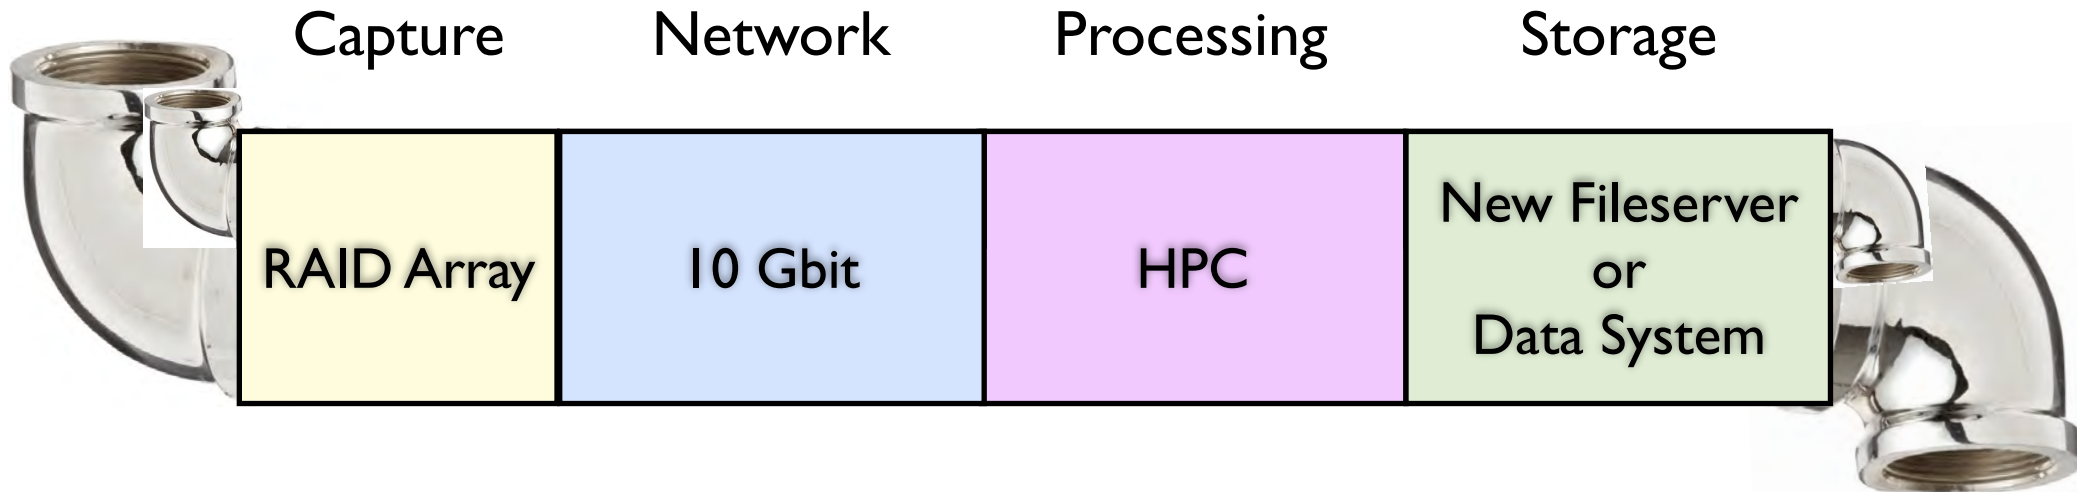 Capture Network Processing Storage
RAID Array
10 Gbit
HPC
New Fileserver
or
Data System